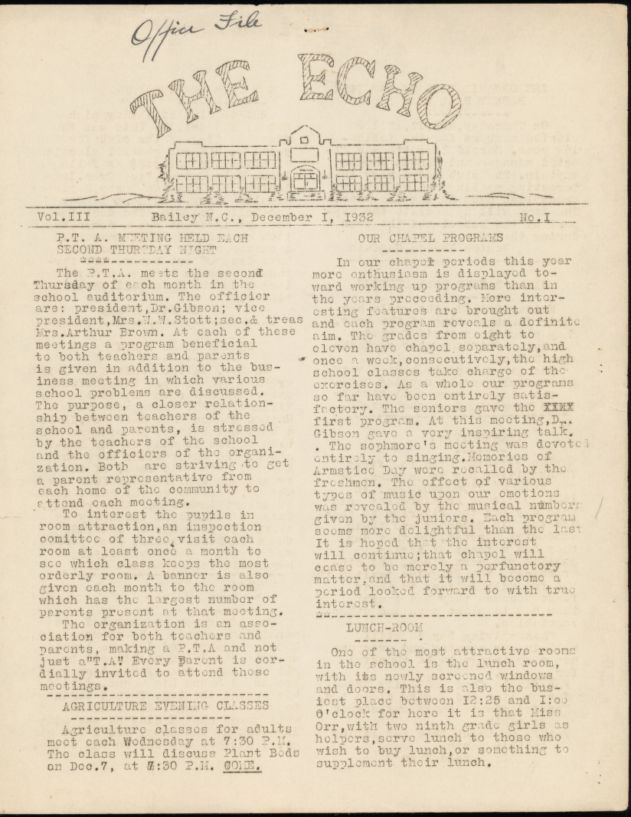 Office File
THE ECHO
Vol.III Bailey N.C., December I, 1932 No.I
P.T. A. MEETING HELD EACH
SECOND THURSDAY NIGHT
The P.T.A. meets the second
Thursday of each month in the
school auditorium. The officier
are: president,Dr.Gibson; vice
president,Mrs.W.W.Stott;sec.& treas
Mrs.Arthur Brown. At each of these
meetings a program beneficial
to both teachers and parents
is given in addition to the bus-
iness meeting in which various
school problems are discussed.
The purpose, a closer relation-
ship between teachers of the
school and parents, is stressed
by the teachers of the school
and the officiers of the organi-
zation. Both are striving to get
a parent representative from
each home of the community to
attend each meeting.
To interest the pupils in
room attraction,an inspection
comittee of three visit each
room at least once a month to
see which class keeps the most
orderly room. A banner is also
given each month to the room
which has the largest number of
parents present at that meeting.
The organization is an asso-
ciation for both teachers and
parents, making a P.T.A and not
just a"T.A." Every parent is cor-
dially invited to attend these
meetings.
AGRICULTURE EVENING CLASSES
Agriculture classes for adults
meet each Wednesday at 7:30 P.M.
The class will discuss Plant Beds
on Dec.7, at 7:30 P.M. COME.
OUR CHAPEL PROGRAMS
In our chapel periods this year
more enthusiasm is displayed to-
ward working up programs than in
the years preceeding. More inter-
esting features are brought out
and each program reveals a definite
aim. The grades from eight to
eleven have chapel separately,and
once a week,consecutively,the high
school classes take charge of the
exercises. As a whole our programs
so far have been entirely satis-
factory. The seniors gave the
first program. At this meeting,Dr.
Gibson gave a very inspiring talk.
. The sophmore's meeting was devoted
entirely to singing.Memories of
Armstice Day were recalled by the
freshmen. The effect of various
types of music upon our emotions
was revealed by the musical numbers
given by the juniors. Each program
seems more delightful than the last
It is hoped that the interest
will continue;that chapel will
cease to be merely a perfunctory
matter,and that it will become a
period looked forward to with true
interest.
LUNCH-ROOM
One of the most attractive rooms
in the school is the lunch room,
with its newly screened windows
and doors. This is also the bus-
iest place between I2:25 and I:00
O'clock for here it is that Miss
Orr,with two ninth grade girls as
helpers,serve lunch to those who
wish to buy lunch,or something to
supplement their lunch.